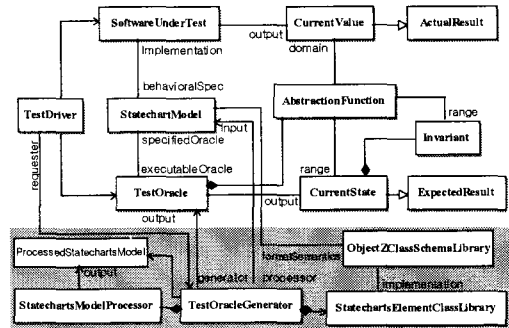 SoftwareUnderTest
CurrentValue
ActualResult
Implementation
output
domain
behavioralSpec
AbstractionFunction
TestDriver
StatechartModel
range
input
Invariant
specifiedOracle
requester
executableOracle
range
TestOracle
CurrentState
ExpectedResult
output
output
ProcessedStatechartsModel
formalSemantics
ObjectZClassSchemaLibrary
output
generator
processor
implementation
StatechartsModelProcessor
TestOracleGenerator
StatechartsElementClassLibrary